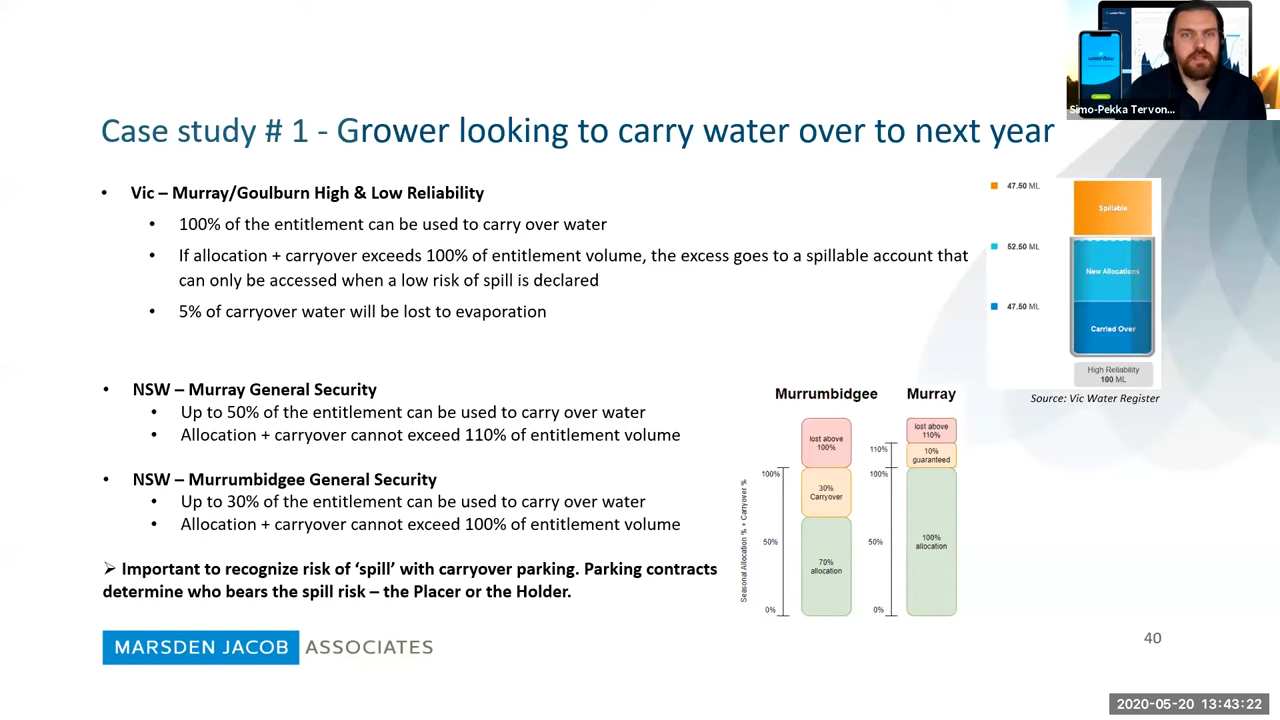 Simo-Pekka Tervon...
Case study # 1 - Grower looking to carry water over to next year
• Vic – Murray/Goulburn High & Low Reliability
• 100% of the entitlement can be used to carry over water
• If allocation + carryover exceeds 100% of entitlement volume, the excess goes to a spillable account that
can only be accessed when a low risk of spill is declared
• 5% of carryover water will be lost to evaporation
47.50 ML
Spillable
52.50 ML
New Allocations
47.50 ML
Carried Over
High Reliability
100 ML
Source: Vic Water Register
• NSW – Murray General Security
• Up to 50% of the entitlement can be used to carry over water
• Allocation + carryover cannot exceed 110% of entitlement volume
• NSW – Murrumbidgee General Security
• Up to 30% of the entitlement can be used to carry over water
• Allocation + carryover cannot exceed 100% of entitlement volume
➢ Important to recognize risk of ‘spill’ with carryover parking. Parking contracts
determine who bears the spill risk – the Placer or the Holder.
Murrumbidgee
Seasonal Allocation % + Carryover %
100%
50%
0%
lost above
100%
30%
Carryover
70%
allocation
Murray
110%
100%
50%
0%
lost above
110%
10%
guaranteed
100%
allocation
MARSDEN JACOB ASSOCIATES
40
2020-05-20 13:43:22